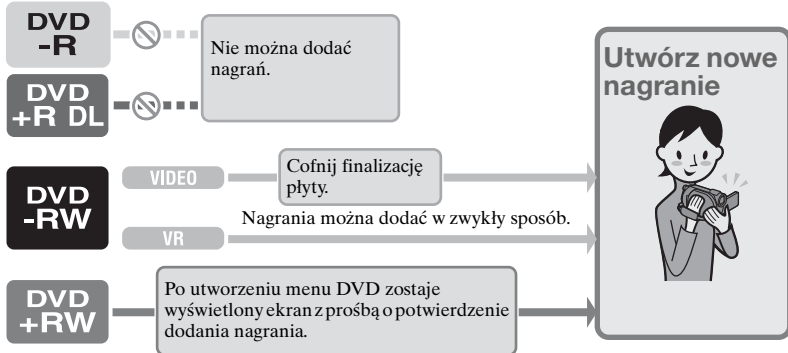 DVD
-R
Nie można dodać
nagrań.
DVD
+R DL
Utwórz nowe
nagranie
DVD
-RW
VIDEO
Cofnij finalizację
płyty.
Nagrania można dodać w zwykły sposób.
VR
DVD
+RW
Po utworzeniu menu DVD zostaje
wyświetlony ekran z prośbą o potwierdzenie
dodania nagrania.